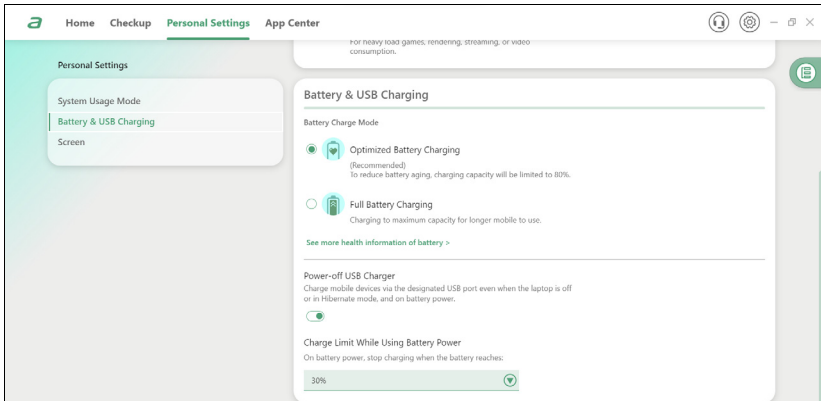 a Home Checkup Personal Settings App Center
For heavy load games, rendering, streaming, or video
consumption.
Personal Settings
System Usage Mode
Battery & USB Charging
Screen
Battery & USB Charging
Battery Charge Mode
Optimized Battery Charging
(Recommended)
To reduce battery aging, charging capacity will be limited to 80%.
Full Battery Charging
Charging to maximum capacity for longer mobile to use.
See more health information of battery >
Power-off USB Charger
Charge mobile devices via the designated USB port even when the laptop is off
or in Hibernate mode, and on battery power.
Charge Limit While Using Battery Power
On battery power, stop charging when the battery reaches:
30%